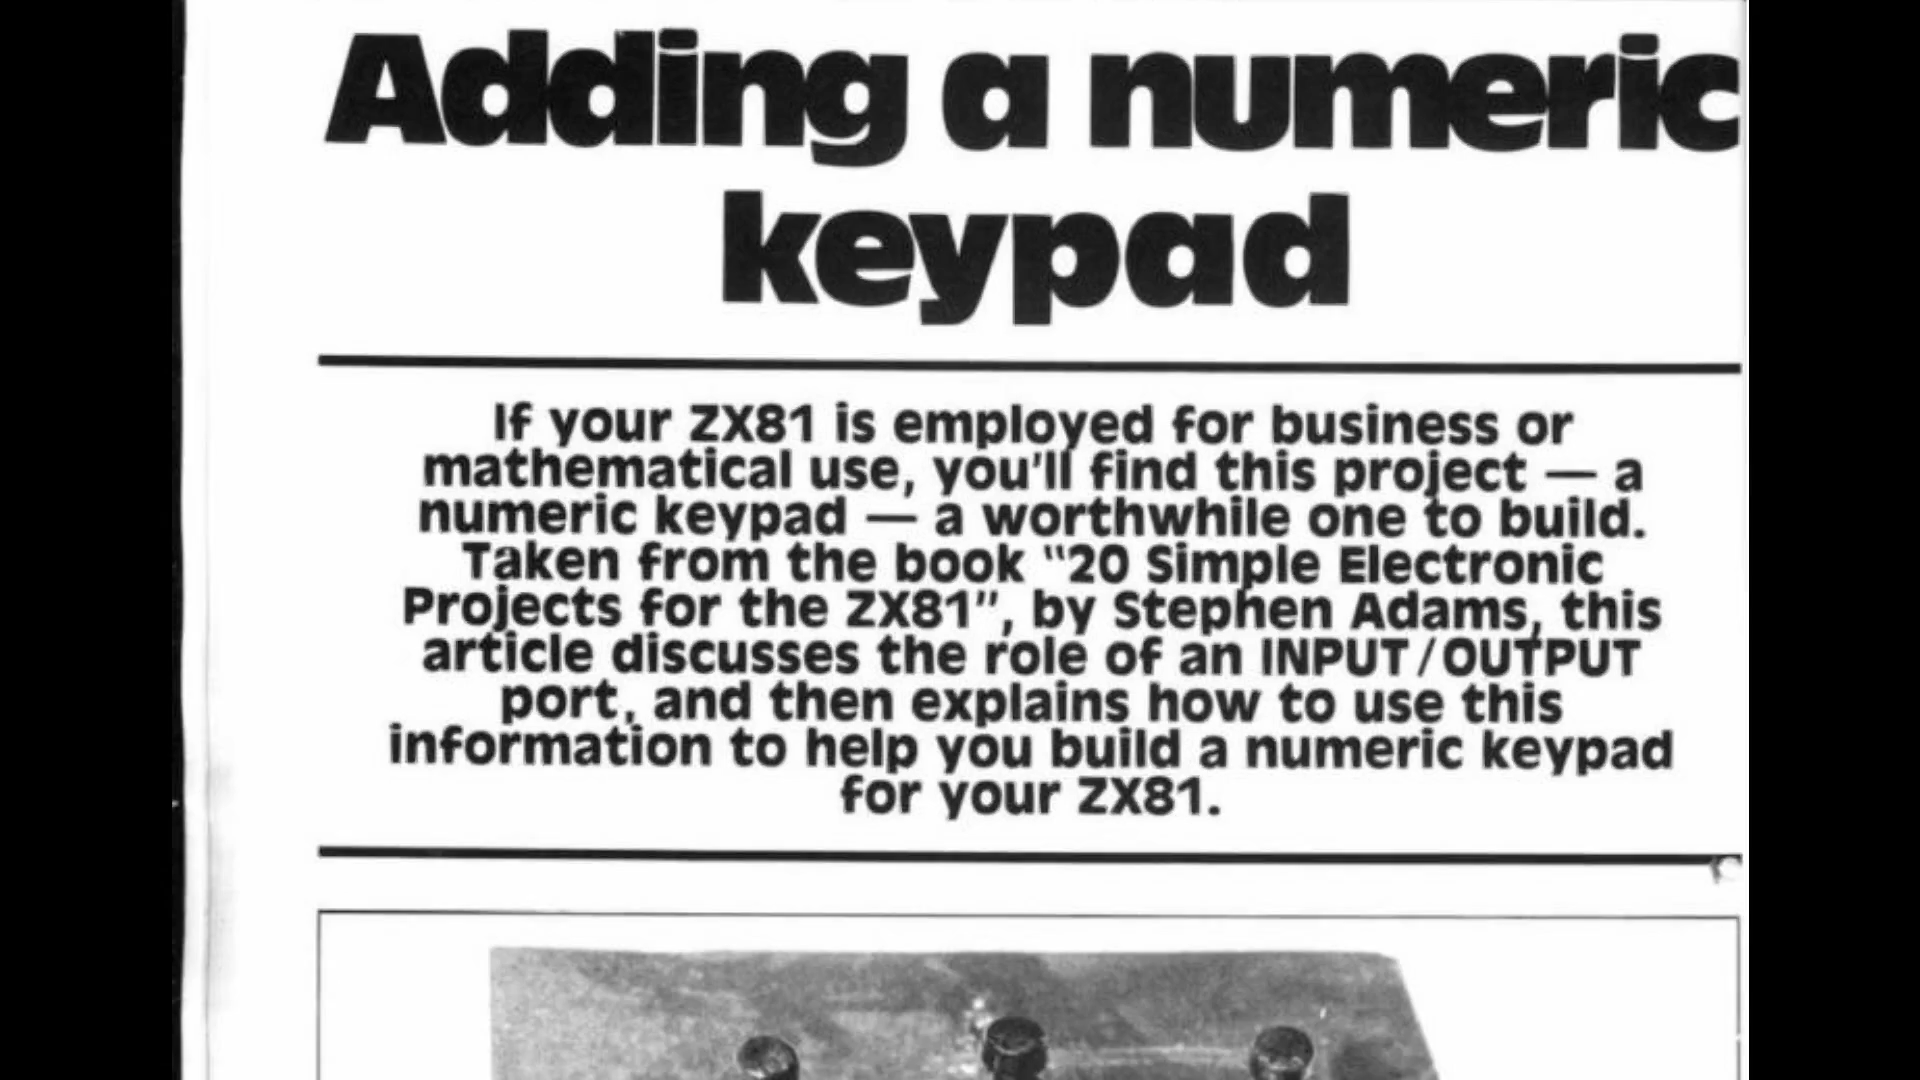 Adding a numeric
keypad
If your ZX81 is employed for business or
mathematical use, you'll find this project — a
numeric keypad — a worthwhile one to build.
Taken from the book "20 Simple Electronic
Projects for the ZX81", by Stephen Adams, this
article discusses the role of an INPUT/OUTPUT
port, and then explains how to use this
information to help you build a numeric keypad
for your ZX81.